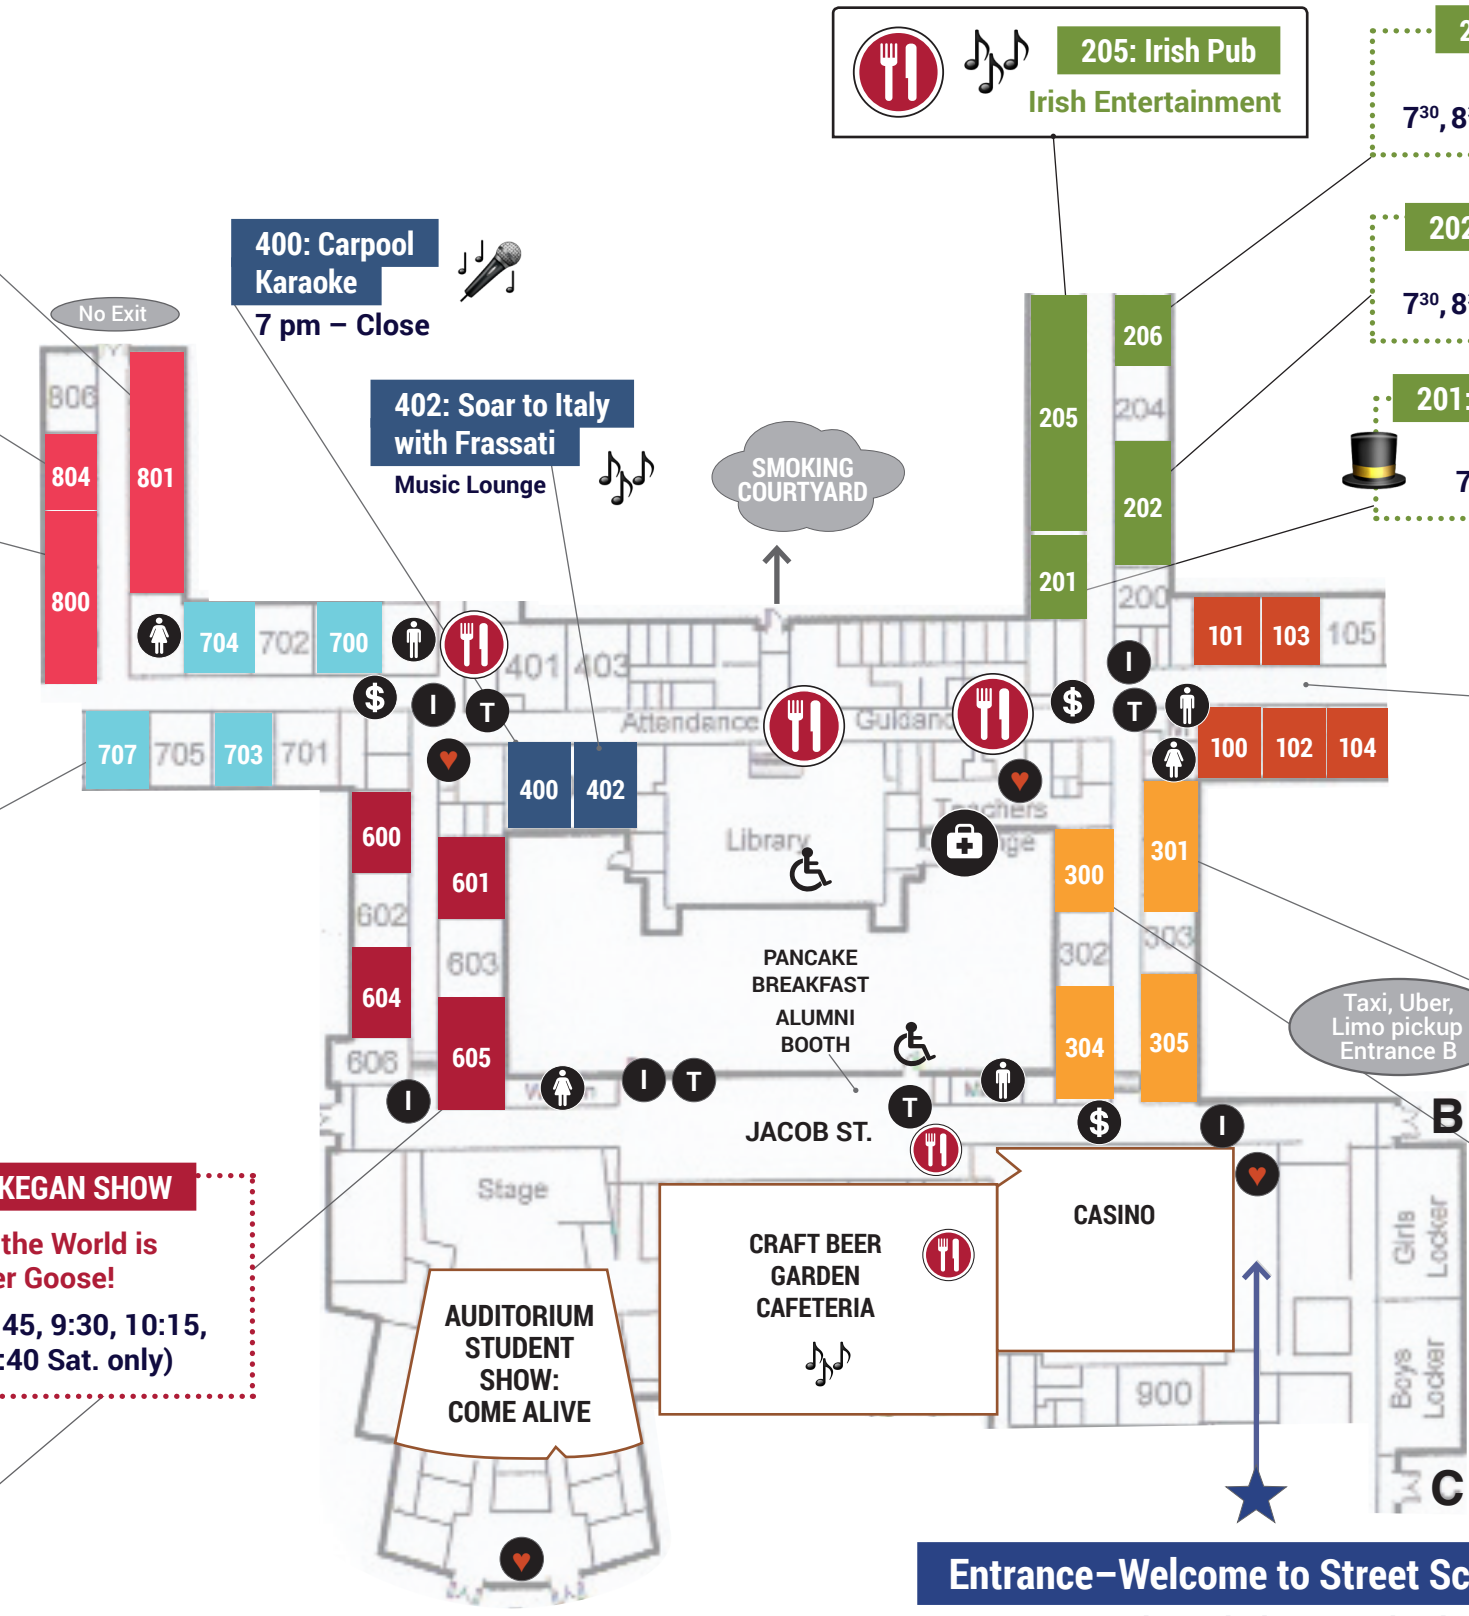 205: Irish Pub
Irish Entertainment
7³⁰, 8
202
7³⁰, 8
201:
7
400: Carpool
Karaoke
7 pm – Close
402: Soar to Italy
with Frassati
Music Lounge
No Exit
SMOKING
COURTYARD
806
804
801
800
205
206
204
202
201
200
101
103
105
704
702
700
401
403
I
T
$
Attendance
$
I
T
707
705
703
701
400
402
Library
Teachers
100
102
104
600
601
602
603
604
605
606
300
301
302
303
304
305
PANCAKE
BREAKFAST
ALUMNI
BOOTH
Taxi, Uber,
Limo pickup
Entrance B
I
I
T
T
$
I
B
JACOB ST.
Stage
CASINO
CRAFT BEER
GARDEN
CAFETERIA
AUDITORIUM
STUDENT
SHOW:
COME ALIVE
Girls
Locker
Boys
Locker
900
C
KEGAN SHOW
the World is
er Goose!
45, 9:30, 10:15,
:40 Sat. only)
Entrance–Welcome to Street Sc